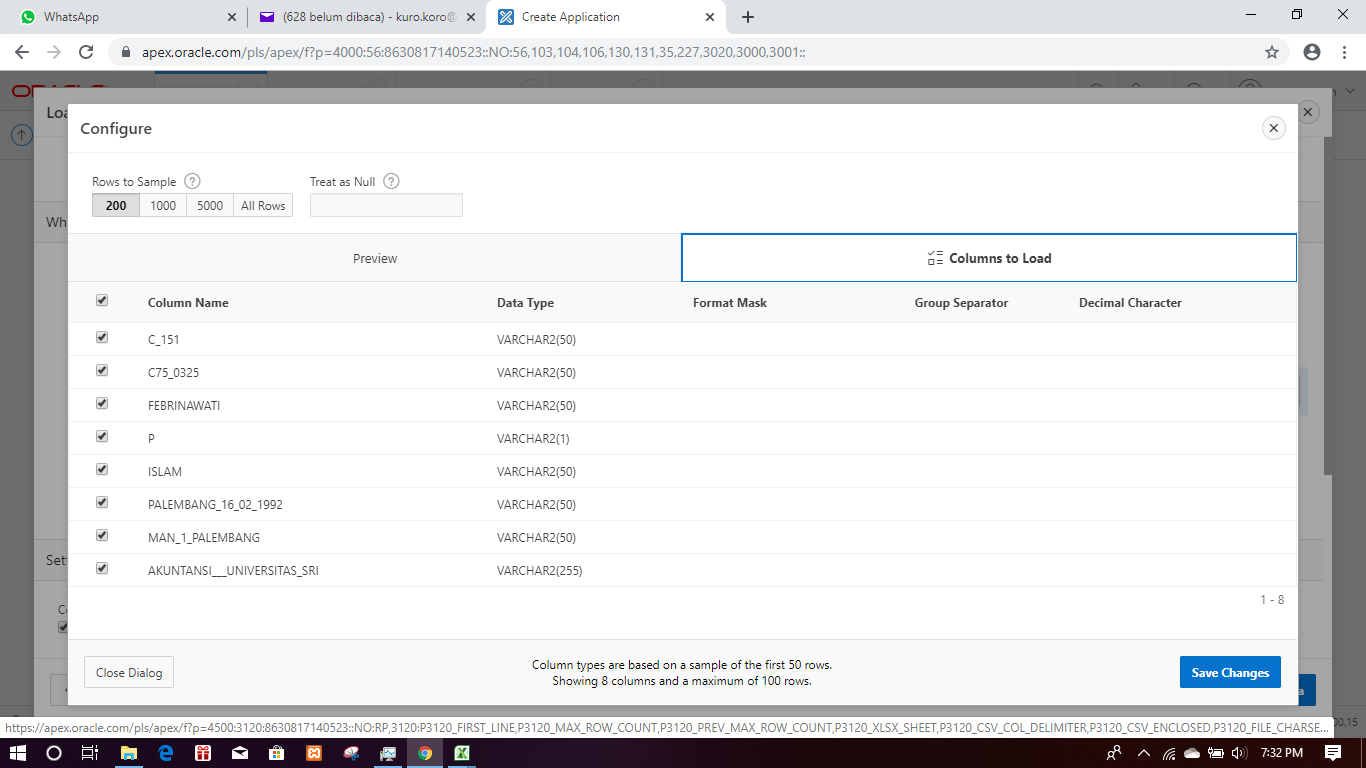 WhatsApp
(628 belum dibaca) - kuro.koro@
Create Application
apex.oracle.com/pls/apex/f?p=4000:56:8630817140523::NO:56,103,104,106,130,131,35,227,3020,3000,3001::
Configure
Rows to Sample ?
Treat as Null ?
200 1000 5000 All Rows
Preview
Columns to Load
Column Name Data Type Format Mask Group Separator Decimal Character
C_151 VARCHAR2(50)
C75_0325 VARCHAR2(50)
FEBRINAWATI VARCHAR2(50)
P VARCHAR2(1)
ISLAM VARCHAR2(50)
PALEMBANG_16_02_1992 VARCHAR2(50)
MAN_1_PALEMBANG VARCHAR2(50)
AKUNTANSI___UNIVERSITAS_SRI VARCHAR2(255)
1 - 8
Close Dialog
Column types are based on a sample of the first 50 rows.
Showing 8 columns and a maximum of 100 rows.
Save Changes
https://apex.oracle.com/pls/apex/f?p=4500:3120:8630817140523::NO:RP,3120:P3120_FIRST_LINE,P3120_MAX_ROW_COUNT,P3120_PREV_MAX_ROW_COUNT,P3120_XLSX_SHEET,P3120_CSV_COL_DELIMITER,P3120_CSV_ENCLOSED,P3120_FILE_CHARSE...
7:32 PM